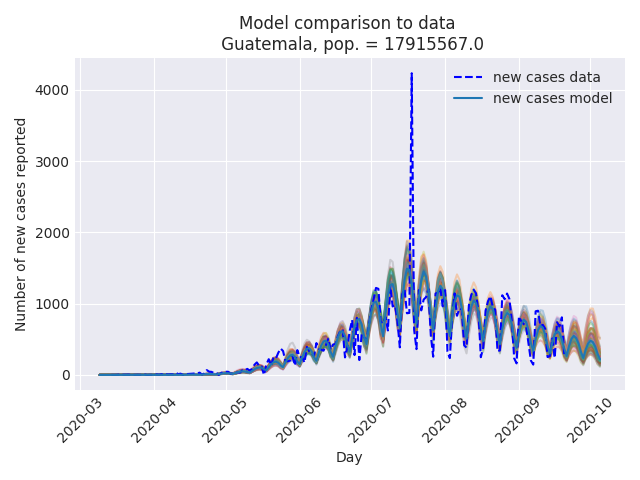 Model comparison to data
Guatemala, pop. = 17915567.0
new cases data
new cases model
Number of new cases reported
4000
3000
2000
1000
0
2020-03
2020-04
2020-05
2020-06
2020-07
2020-08
2020-09
2020-10
Day